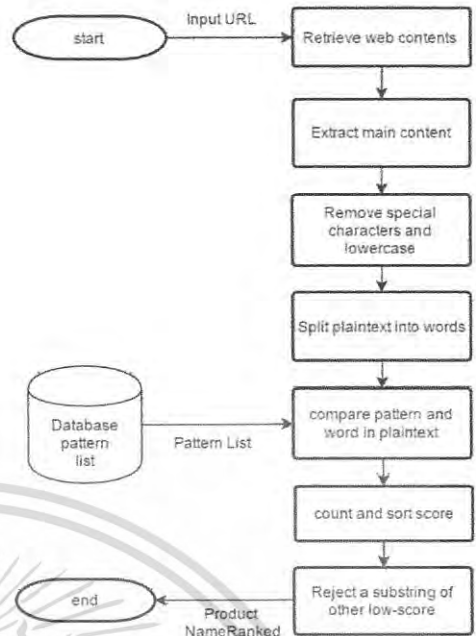 Input URL
start
Retrieve web contents
Extract main content
Remove special
characters and
lowercase
Split plaintext into words
Database
pattern
list
Pattern List
compare pattern and
word in plaintext
count and sort score
Reject a substring of
other low-score
Product
NameRanked
end